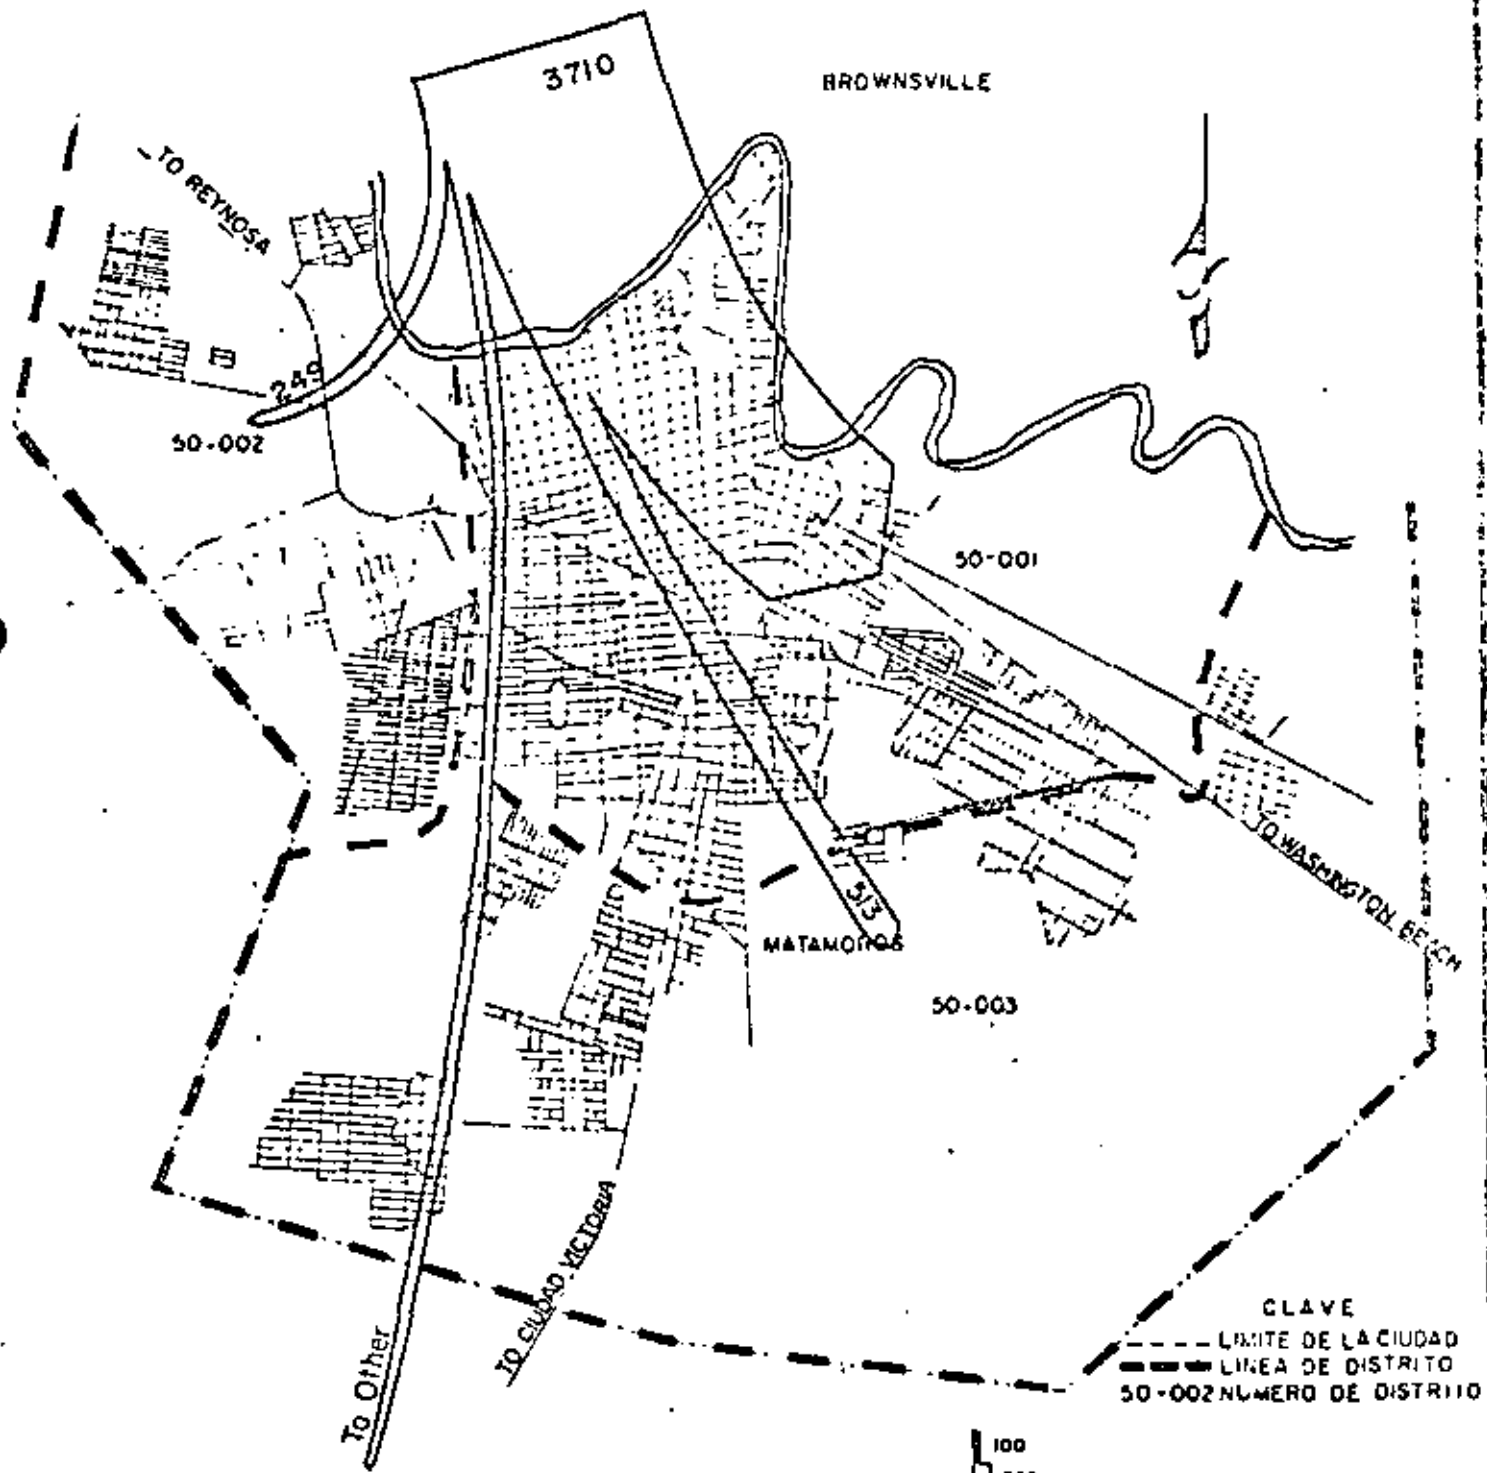 3710
BROWNSVILLE
TO REYNOSA
249
50-002
50-001
TO WASHINGTON BEACH
513
MATAMOROS
50-003
TO CIUDAD VICTORIA
To Other
CLAVE
LIMITE DE LA CIUDAD
LINEA DE DISTRITO
50-002 NUMERO DE DISTRITO
100